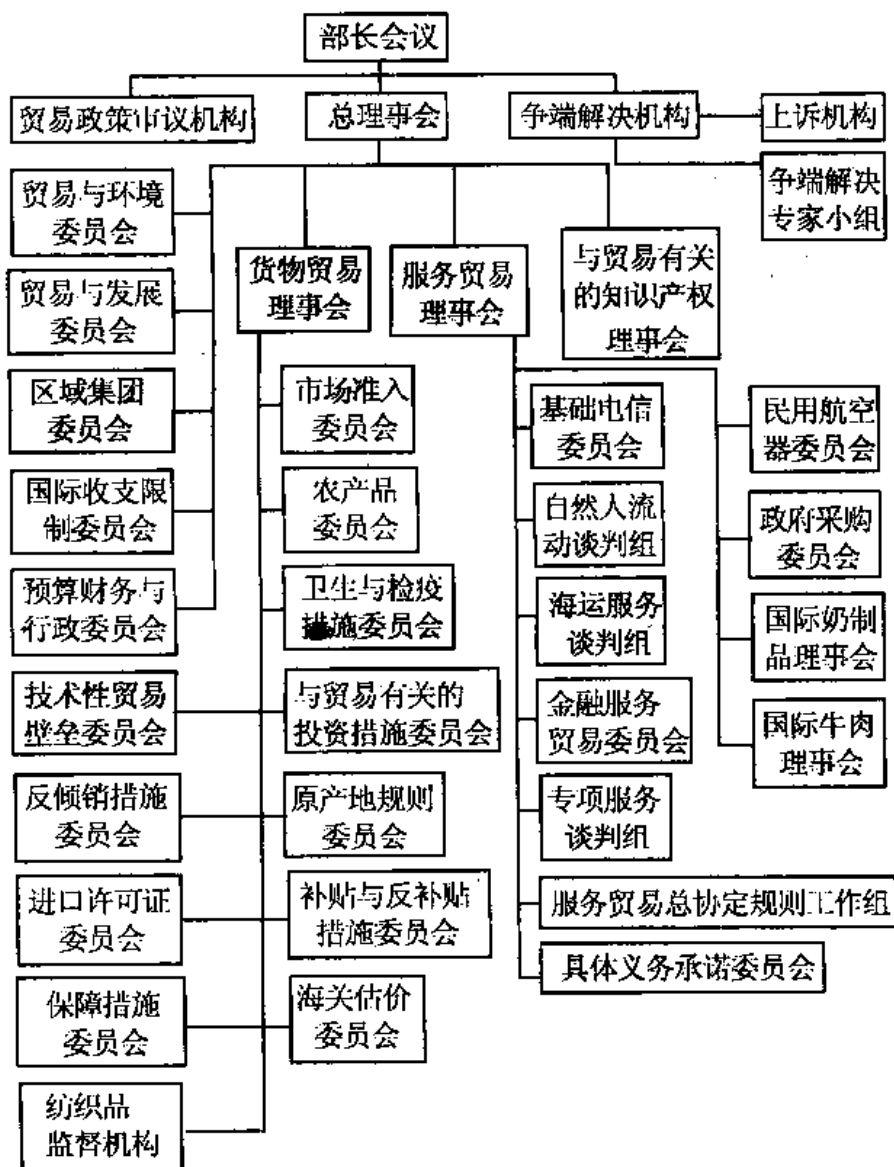 部长会议
贸易政策审议机构
总理事会
争端解决机构
上诉机构
争端解决
专家小组
贸易与环境
委员会
贸易与发展
委员会
区域集团
委员会
国际收支限
制委员会
预算财务与
行政委员会
货物贸易
理事会
服务贸易
理事会
与贸易有关
的知识产权
理事会
市场准入
委员会
农产品
委员会
卫生与检疫
措施委员会
技术性贸易
壁垒委员会
与贸易有关的
投资措施委员会
反倾销措施
委员会
原产地规则
委员会
进口许可证
委员会
补贴与反补贴
措施委员会
保障措施
委员会
海关估价
委员会
纺织品
监督机构
基础电信
委员会
自然人流
动谈判组
海运服务
谈判组
金融服务
贸易委员会
专项服务
谈判组
服务贸易总协定规则工作组
具体义务承诺委员会
民用航空
器委员会
政府采购
委员会
国际奶制
品理事会
国际牛肉
理事会